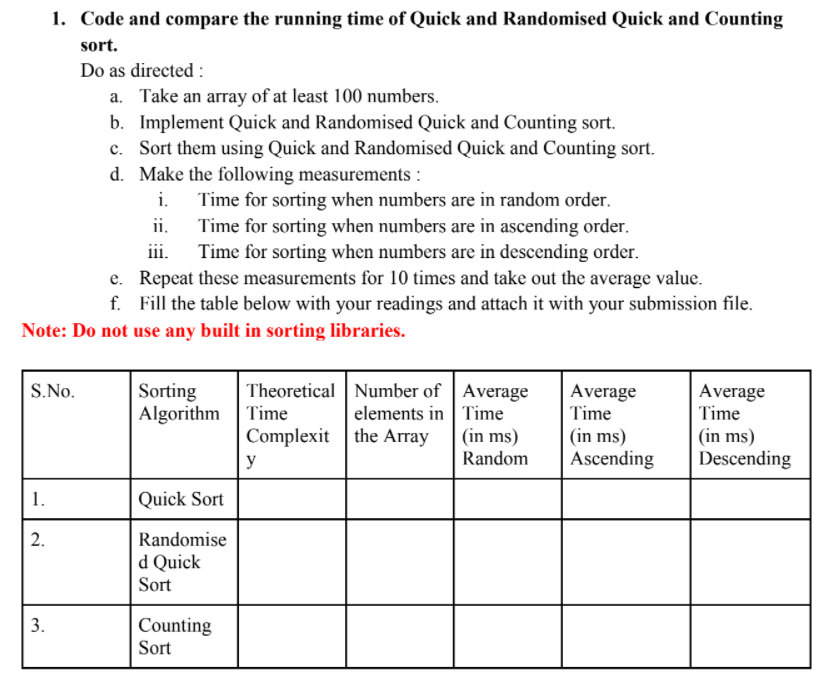 1. Code and compare the running time of Quick and Randomised Quick and Counting
sort.
Do as directed :
a. Take an array of at least 100 numbers.
b. Implement Quick and Randomised Quick and Counting sort.
c. Sort them using Quick and Randomised Quick and Counting sort.
d. Make the following measurements :
i. Time for sorting when numbers are in random order.
ii. Time for sorting when numbers are in ascending order.
iii. Time for sorting when numbers are in descending order.
e. Repeat these measurements for 10 times and take out the average value.
f. Fill the table below with your readings and attach it with your submission file.
Note: Do not use any built in sorting libraries.
S.No.
Sorting
Algorithm
Theoretical
Time
Complexit
y
Number of
elements in
the Array
Average
Time
(in ms)
Random
Average
Time
(in ms)
Ascending
Average
Time
(in ms)
Descending
1.
Quick Sort
2.
Randomise
d Quick
Sort
3.
Counting
Sort